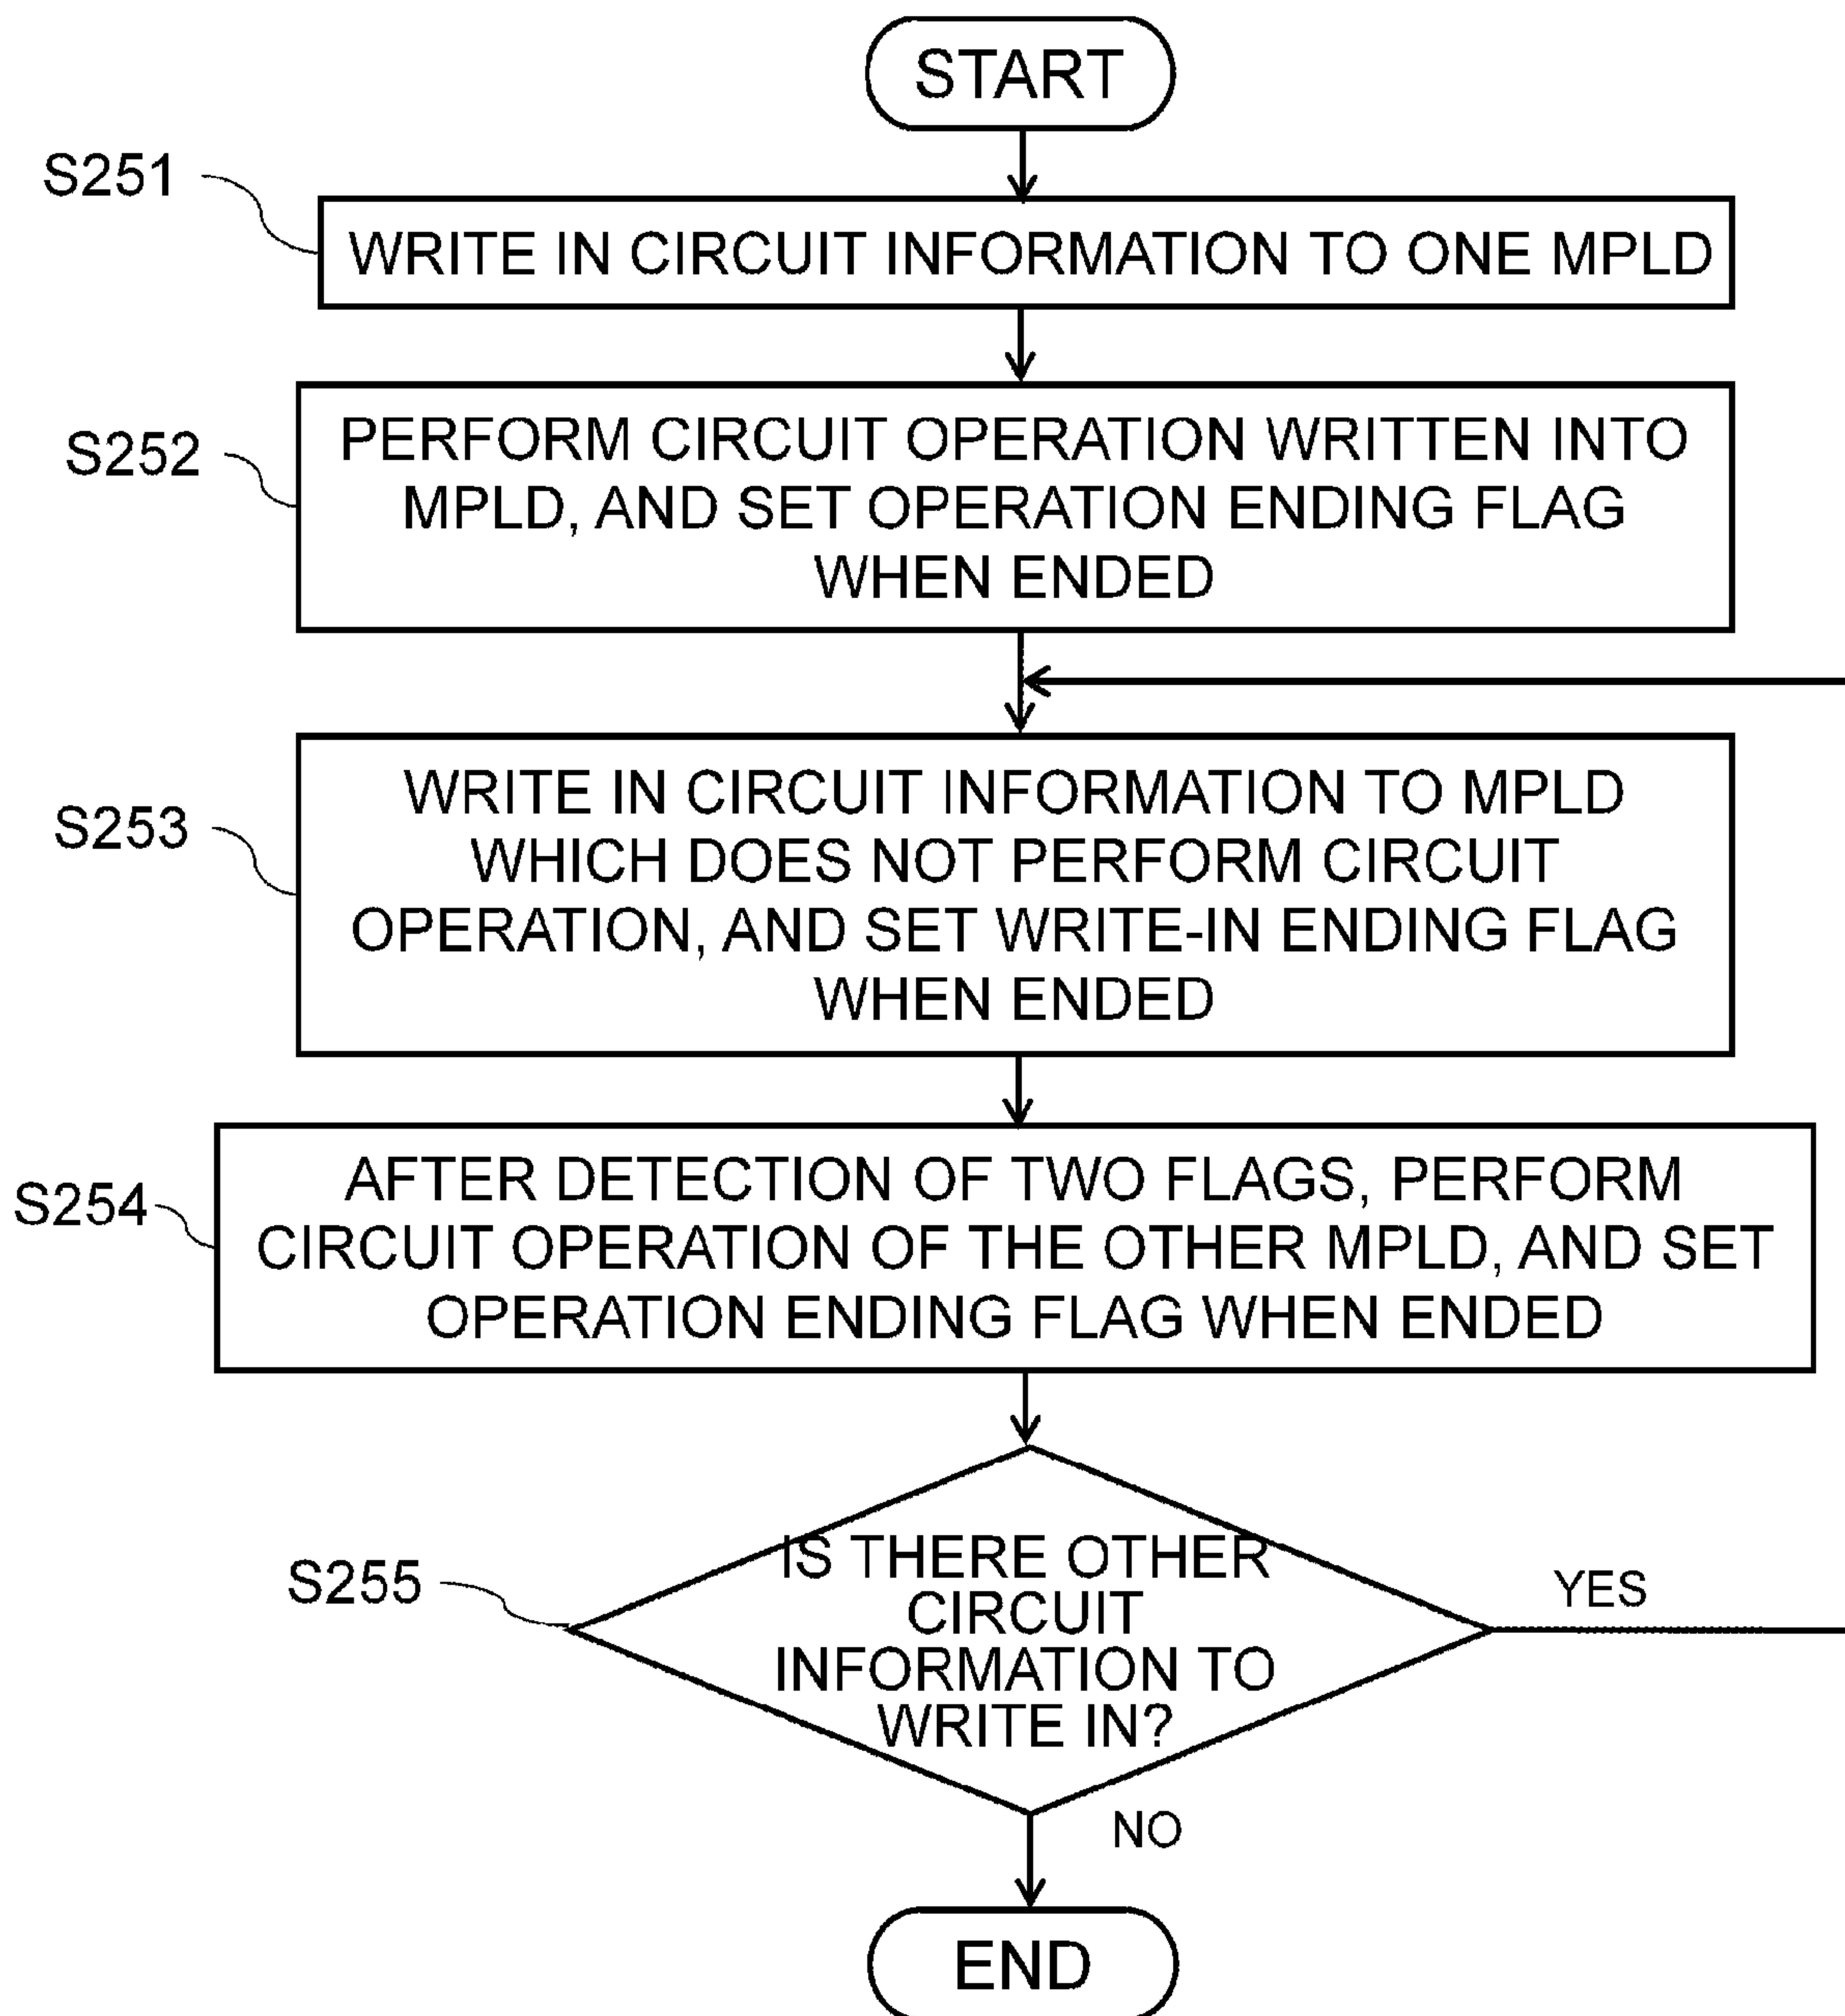 START
S251
WRITE IN CIRCUIT INFORMATION TO ONE MPLD
S252
PERFORM CIRCUIT OPERATION WRITTEN INTO
MPLD, AND SET OPERATION ENDING FLAG
WHEN ENDED
S253
WRITE IN CIRCUIT INFORMATION TO MPLD
WHICH DOES NOT PERFORM CIRCUIT
OPERATION, AND SET WRITE-IN ENDING FLAG
WHEN ENDED
S254
AFTER DETECTION OF TWO FLAGS, PERFORM
CIRCUIT OPERATION OF THE OTHER MPLD, AND SET
OPERATION ENDING FLAG WHEN ENDED
S255
IS THERE OTHER
CIRCUIT
INFORMATION TO
WRITE IN?
YES
NO
END